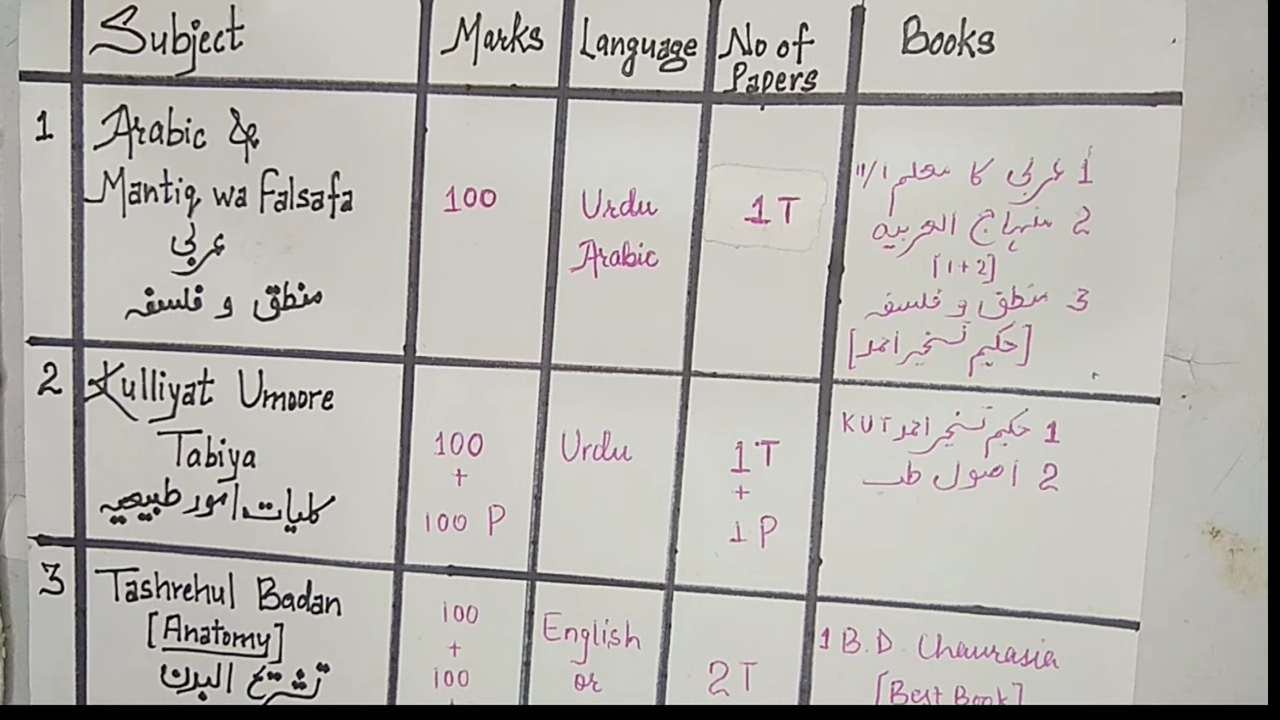 Subject Marks Language No of Papers Books
1 Arabic &
Mantiq wa Falsafa
عربی
منطق و فلسفہ
100
Urdu
Arabic
1T
1 عربی کا معلم 1/11
2 منہاج العربیہ
[1+2]
3 منطق و فلسفہ
[حکیم تسخیر احمد]
2 Kulliyat Umoore
Tabiya
کلیات امور طبیعیہ
100
+
100 P
Urdu
1T
+
1P
1 حکیم تسخیر احمد KUT
2 اصول طب
3 Tashrehul Badan
[Anatomy]
تشریح البدن
100
+
100
English
or
2T
1 B.D. Chaurasia
[Best Book]